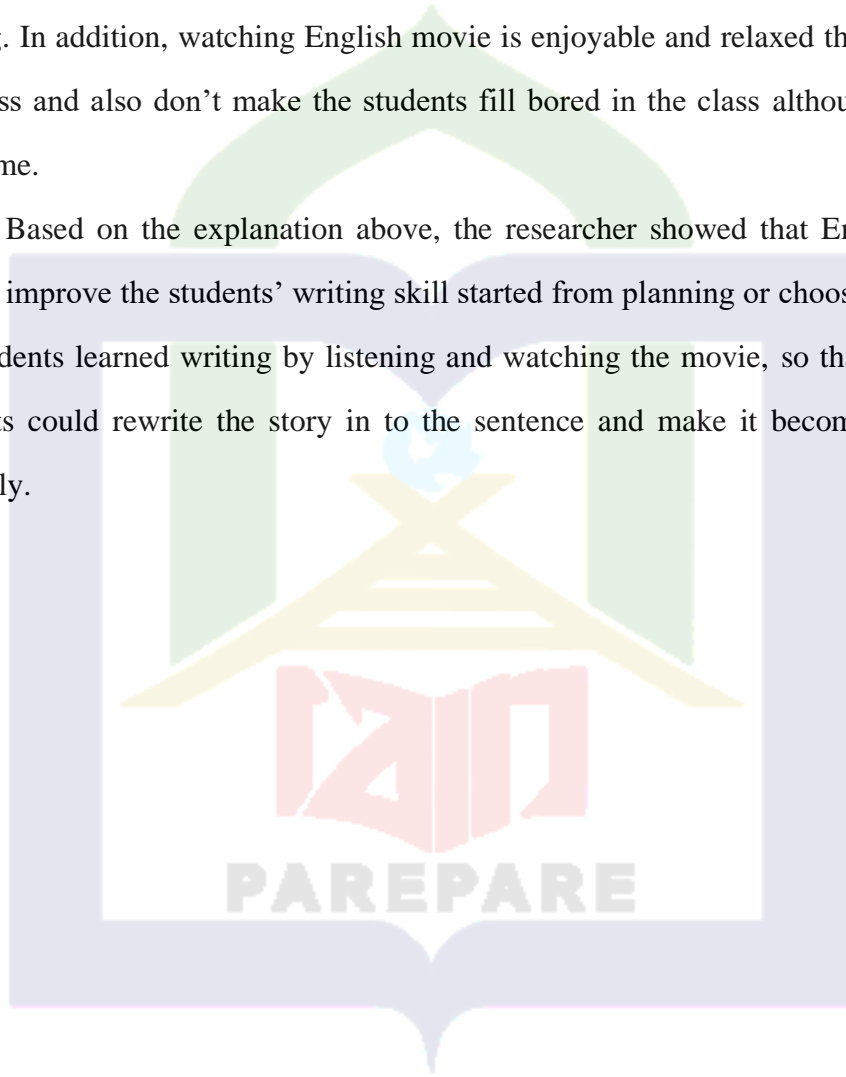 g. In addition, watching English movie is enjoyable and relaxed th
ss and also don’t make the students fill bored in the class althou
me.
Based on the explanation above, the researcher showed that En
improve the students’ writing skill started from planning or choos
dents learned writing by listening and watching the movie, so tha
ts could rewrite the story in to the sentence and make it becom
ly.
PAREPARE